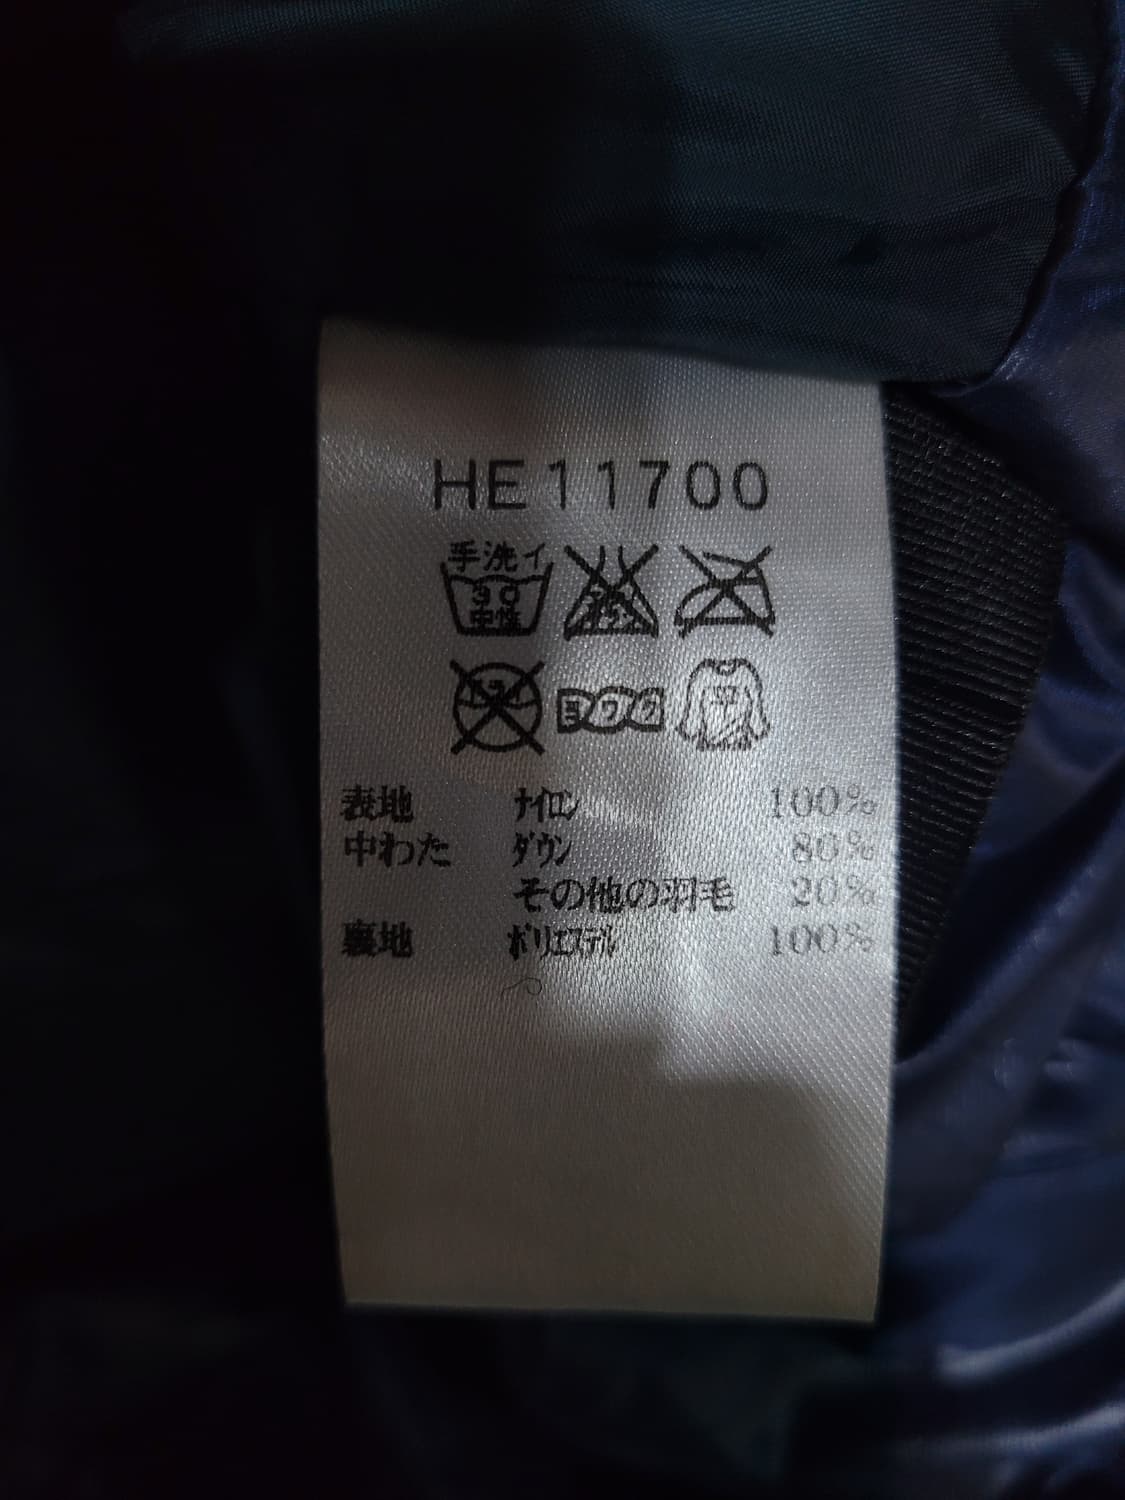 HE11700
手洗イ
30
中性
ヨワク
表地 ナイロン 100%
中わた ダウン 80%
その他の羽毛 20%
裏地 ポリエステル 100%